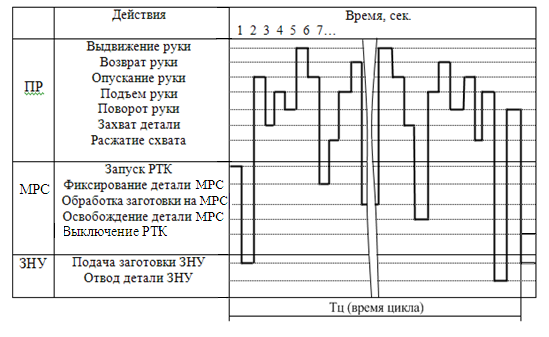 Действия
Время, сек.
1 2 3 4 5 6 7...
ПР
Выдвижение руки
Возврат руки
Опускание руки
Подъем руки
Поворот руки
Захват детали
Расжатие схвата
МРС
Запуск РТК
Фиксирование детали МРС
Обработка заготовки на МРС
Освобождение детали МРС
Выключение РТК
ЗНУ
Подача заготовки ЗНУ
Отвод детали ЗНУ
Тц (время цикла)